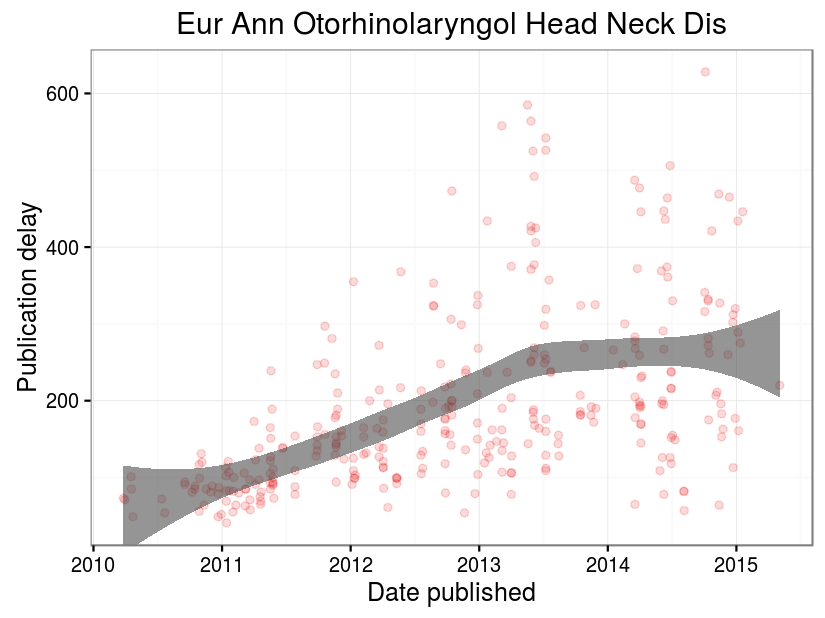 Eur Ann Otorhinolaryngol Head Neck Dis
Publication delay
600
400
200
2010 2011 2012 2013 2014 2015
Date published